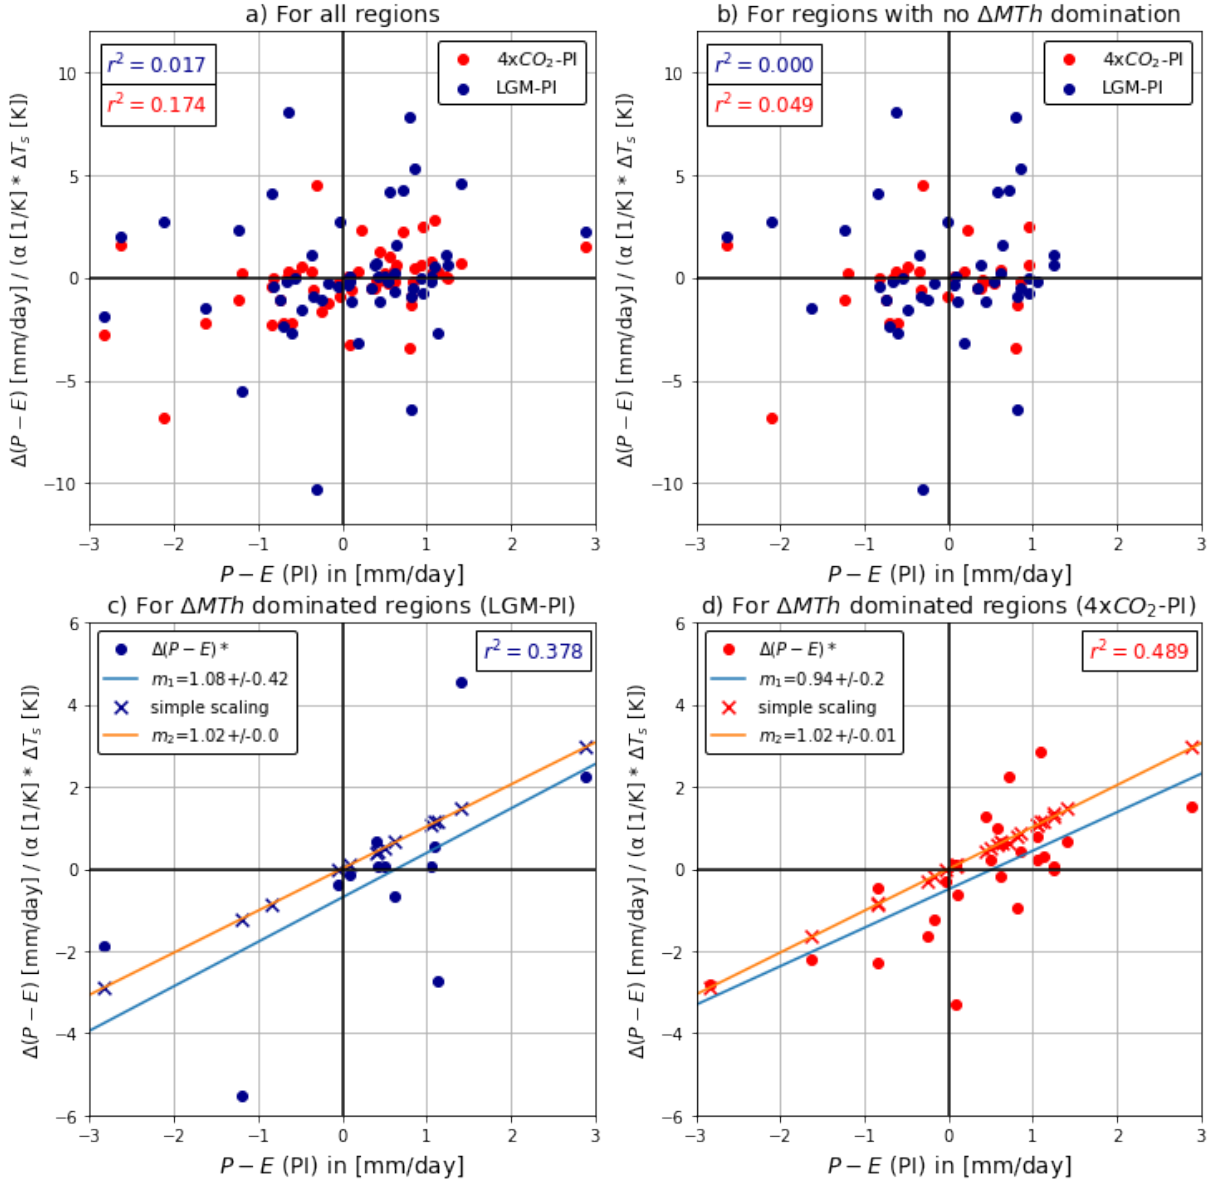 a) For all regions
r² = 0.017
r² = 0.174
4xCO₂-PI
LGM-PI
10
5
0
−5
−10
−3
−2
−1
0
1
2
3
Δ(P − E) [mm/day] / (α [1/K] * ΔTₛ [K])
P − E (PI) in [mm/day]
b) For regions with no ΔMTh domination
r² = 0.000
r² = 0.049
4xCO₂-PI
LGM-PI
10
5
0
−5
−10
−3
−2
−1
0
1
2
3
Δ(P − E) [mm/day] / (α [1/K] * ΔTₛ [K])
P − E (PI) in [mm/day]
c) For ΔMTh dominated regions (LGM-PI)
Δ(P − E) *
m₁=1.08+/-0.42
simple scaling
m₂=1.02+/-0.0
r² = 0.378
6
4
2
0
−2
−4
−6
−3
−2
−1
0
1
2
3
Δ(P − E) [mm/day] / (α [1/K] * ΔTₛ [K])
P − E (PI) in [mm/day]
d) For ΔMTh dominated regions (4xCO₂-PI)
Δ(P − E) *
m₁=0.94+/-0.2
simple scaling
m₂=1.02+/-0.01
r² = 0.489
6
4
2
0
−2
−4
−6
−3
−2
−1
0
1
2
3
Δ(P − E) [mm/day] / (α [1/K] * ΔTₛ [K])
P − E (PI) in [mm/day]